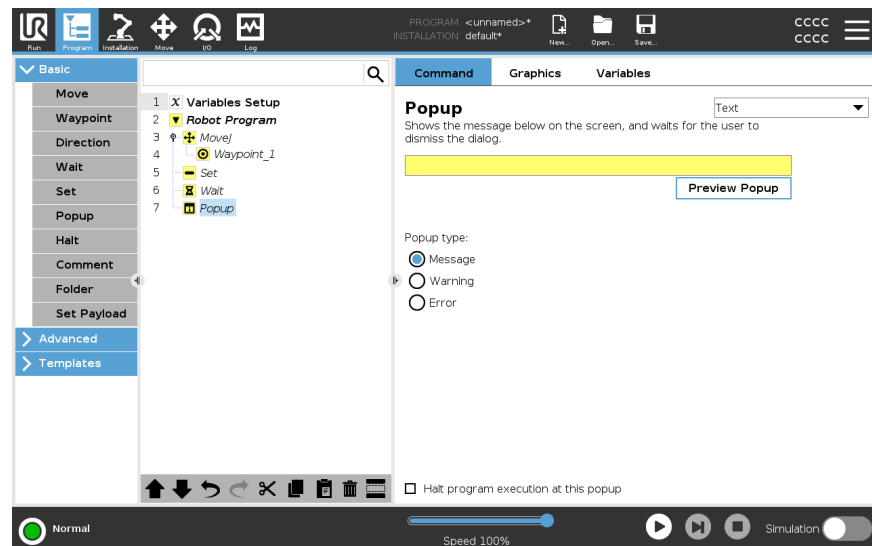 UR
Run
Program
Installation
Move
I/O
Log
PROGRAM <unnamed>*
INSTALLATION default*
New...
Open...
Save...
CCCC
CCCC
Basic
Move
Waypoint
Direction
Wait
Set
Popup
Halt
Comment
Folder
Set Payload
Advanced
Templates
1 X Variables Setup
2 Robot Program
3 MoveJ
4 Waypoint_1
5 Set
6 Wait
7 Popup
Command Graphics Variables
Popup
Text
Shows the message below on the screen, and waits for the user to
dismiss the dialog.
Preview Popup
Popup type:
Message
Warning
Error
Halt program execution at this popup
Normal
Speed 100%
Simulation